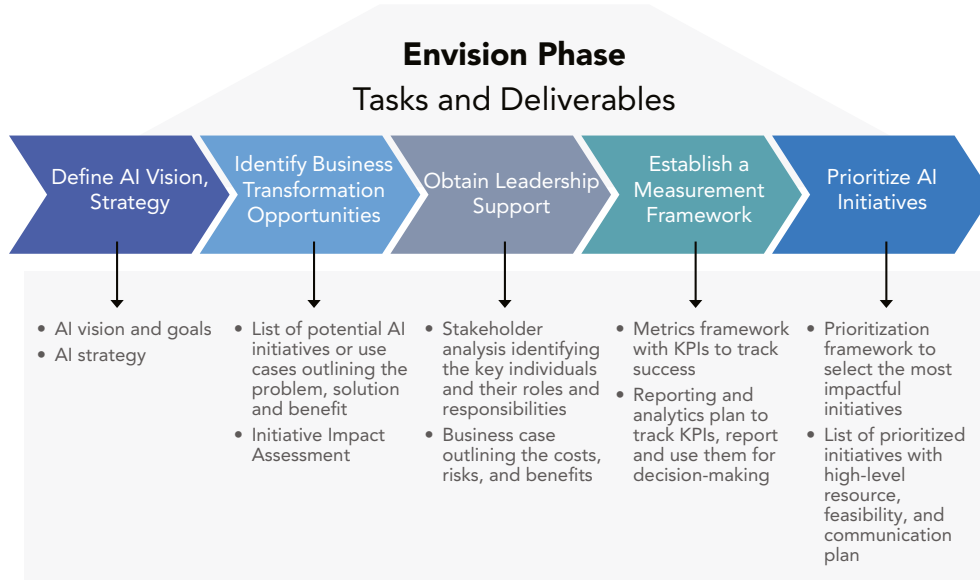 Envision Phase
Tasks and Deliverables
Define AI Vision,
Strategy
Identify Business
Transformation
Opportunities
Obtain Leadership
Support
Establish a
Measurement
Framework
Prioritize AI
Initiatives
• AI vision and goals
• AI strategy
• List of potential AI
initiatives or use
cases outlining the
problem, solution
and benefit
• Initiative Impact
Assessment
• Stakeholder
analysis identifying
the key individuals
and their roles and
responsibilities
• Business case
outlining the costs,
risks, and benefits
• Metrics framework
with KPIs to track
success
• Reporting and
analytics plan to
track KPIs, report
and use them for
decision-making
• Prioritization
framework to
select the most
impactful
initiatives
• List of prioritized
initiatives with
high-level
resource,
feasibility, and
communication
plan